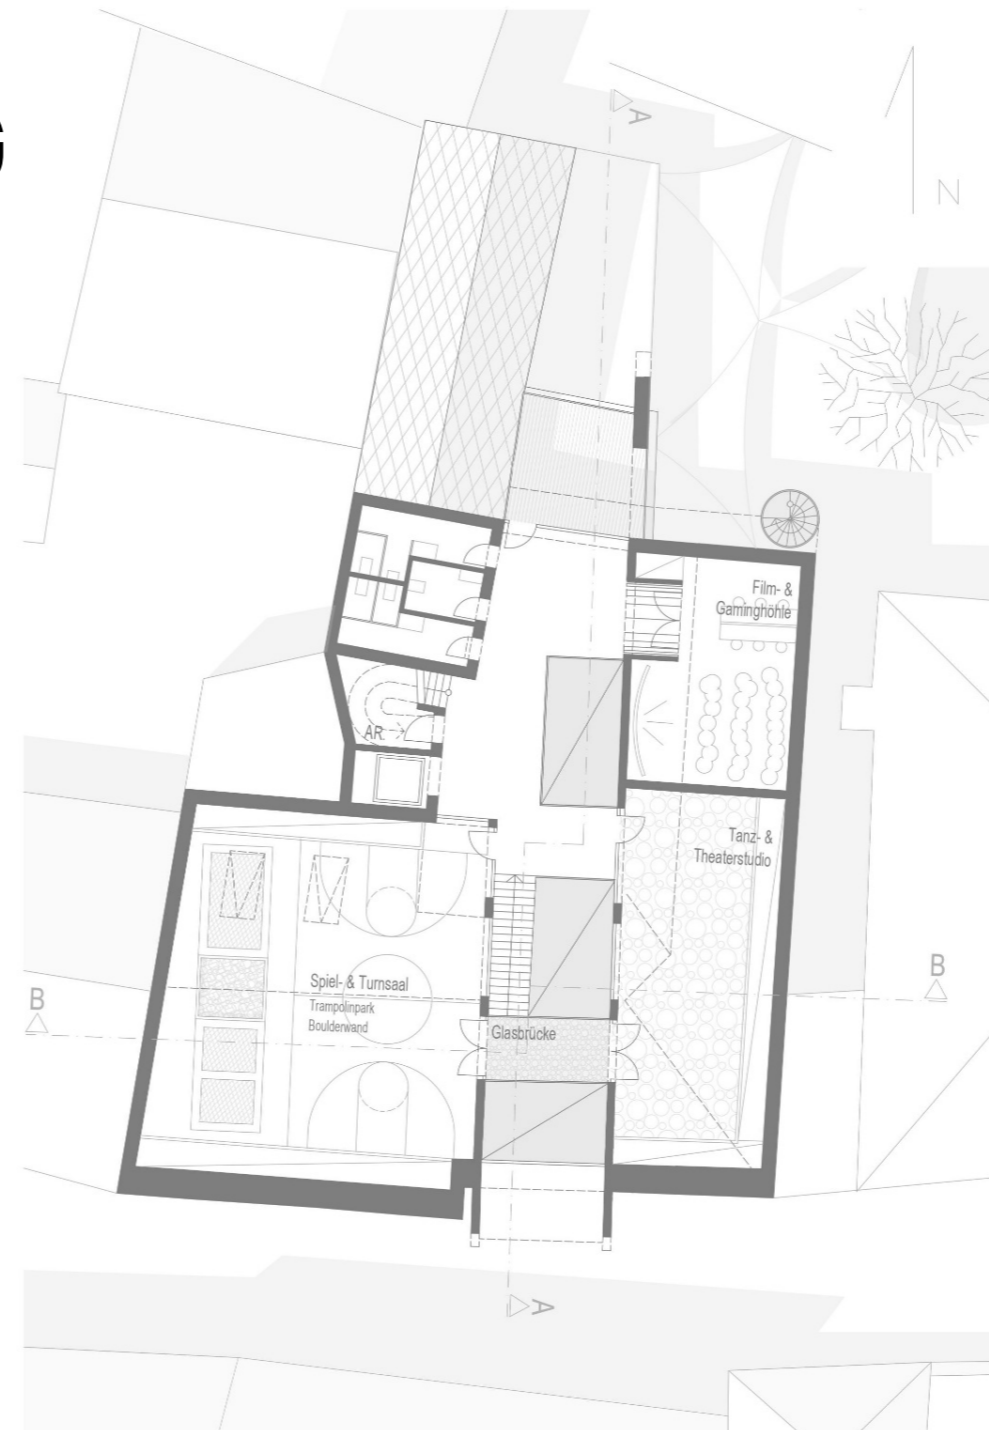 G
A
N
Film- &
Gaminghöhle
AR.
Tanz- &
Theaterstudio
Spiel- & Turnsaal
Trampolinpark
Boulderwand
B
B
Glasbrücke
A